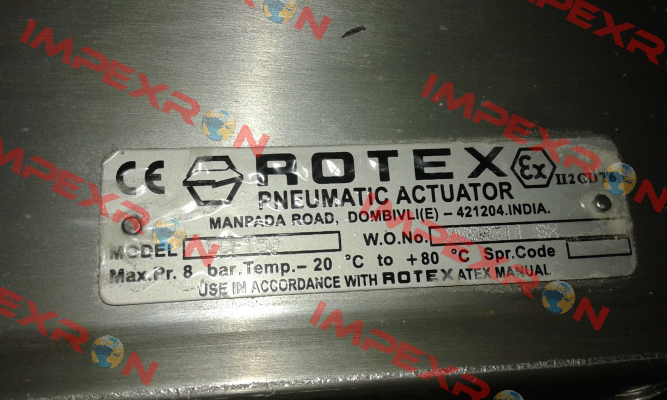 IMPEXRON
IMPEXRON
IMPEXRON
CE ROTEX Ex II2GDT6
PNEUMATIC ACTUATOR
MANPADA ROAD, DOMBIVLI(E) - 421204.INDIA.
MODEL W.O.No.
Max.Pr. 8 bar.Temp.- 20 °C to +80 °C Spr.Code
USE IN ACCORDANCE WITH ROTEX ATEX MANUAL
IMPEXRON
IMPEXRON